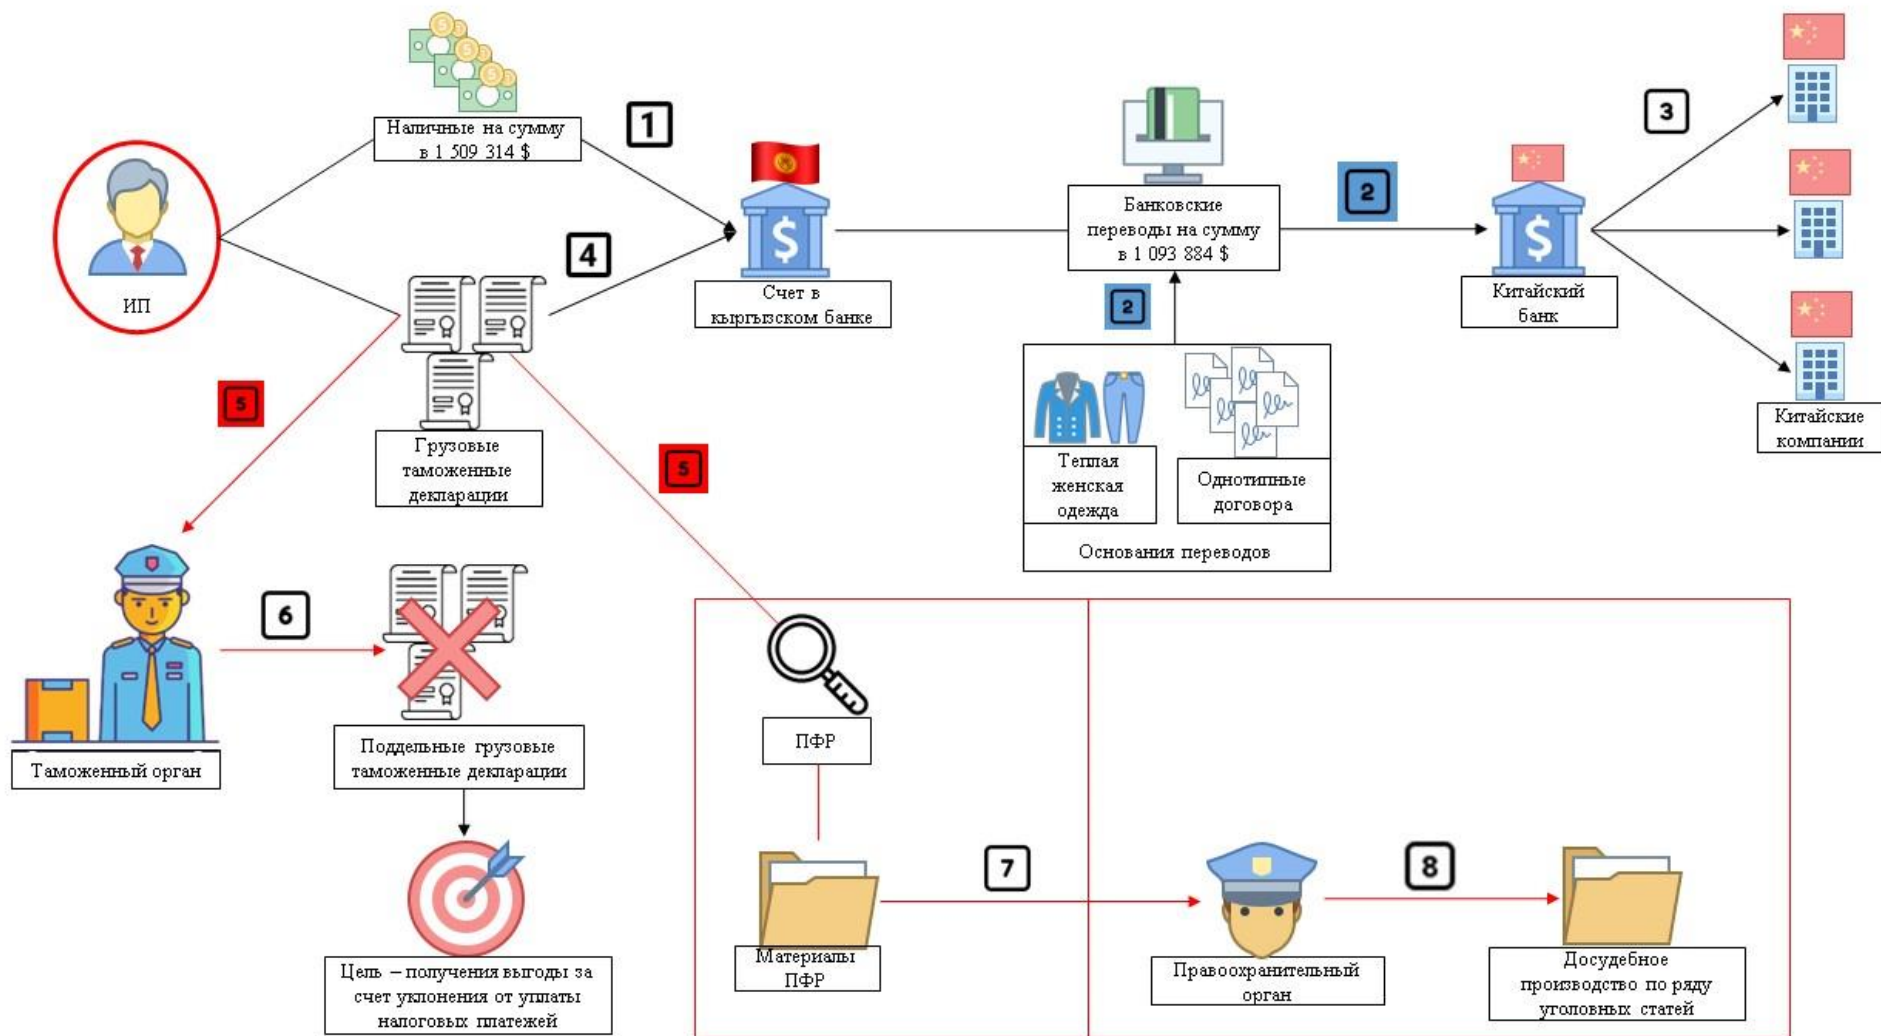 Наличные на сумму
в 1 509 314 $
1
ИП
4
Счет в
кыргызском банке
Банковские
переводы на сумму
в 1 093 884 $
2
2
Китайский
банк
3
Китайские
компании
Теплая
женская
одежда
Однотипные
договора
Основания переводов
Грузовые
таможенные
декларации
5
5
Таможенный орган
6
Поддельные грузовые
таможенные декларации
Цель – получения выгоды за
счет уклонения от уплаты
налоговых платежей
ПФР
Материалы
ПФР
7
Правоохранительный
орган
8
Досудебное
производство по ряду
уголовных статей